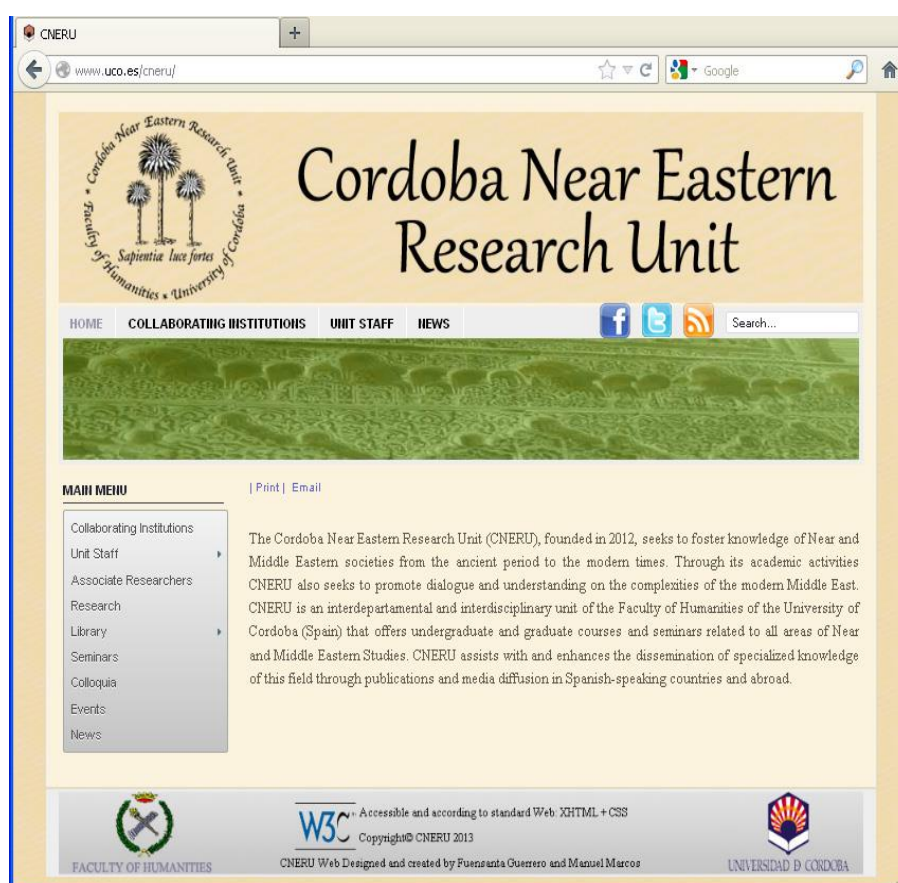 CNERU
+
www.uco.es/cneru/
Google
Cordoba Near Eastern Research Unit • Faculty of Humanities • University of Cordoba
Sapientiæ luce fortes
Cordoba Near Eastern
Research Unit
HOME COLLABORATING INSTITUTIONS UNIT STAFF NEWS
Search...
MAIN MENU
| Print | Email
Collaborating Institutions
Unit Staff
Associate Researchers
Research
Library
Seminars
Colloquia
Events
News
The Cordoba Near Eastern Research Unit (CNERU), founded in 2012, seeks to foster knowledge of Near and
Middle Eastern societies from the ancient period to the modern times. Through its academic activities
CNERU also seeks to promote dialogue and understanding on the complexities of the modern Middle East.
CNERU is an interdepartamental and interdisciplinary unit of the Faculty of Humanities of the University of
Cordoba (Spain) that offers undergraduate and graduate courses and seminars related to all areas of Near
and Middle Eastern Studies. CNERU assists with and enhances the dissemination of specialized knowledge
of this field through publications and media diffusion in Spanish-speaking countries and abroad.
FACULTY OF HUMANITIES
W3C
Accessible and according to standard Web: XHTML + CSS
Copyright© CNERU 2013
CNERU Web Designed and created by Fuensanta Guerrero and Manuel Marcos
UNIVERSIDAD Ð CORDOBA